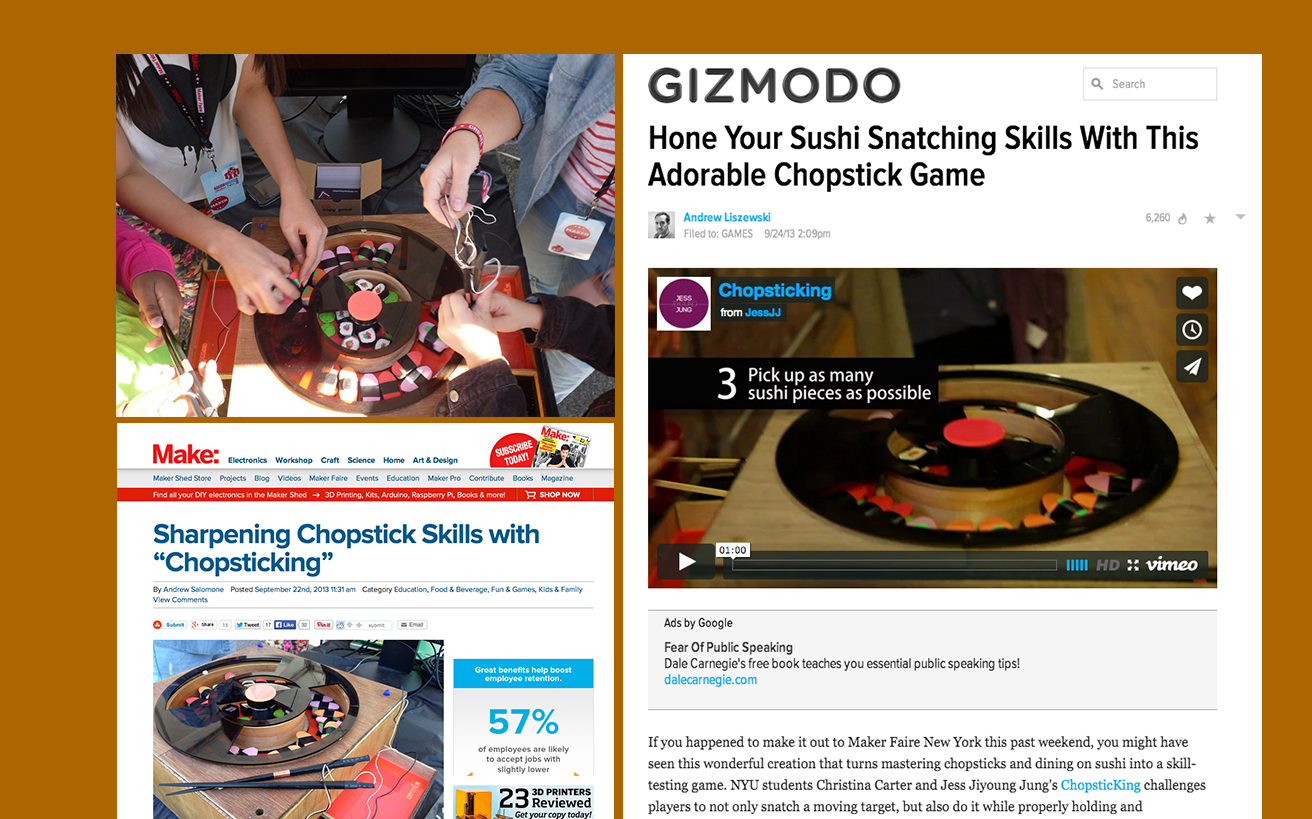 GIZMODO
Search
Hone Your Sushi Snatching Skills With This
Adorable Chopstick Game
Andrew Liszewski
Filed to: GAMES 9/24/13 2:09pm
6,260
JESS
JUNG
Chopsticking
from JessJJ
3 Pick up as many
sushi pieces as possible
01:00
HD vimeo
Ads by Google
Fear Of Public Speaking
Dale Carnegie's free book teaches you essential public speaking tips!
dalecarnegie.com
If you happened to make it out to Maker Faire New York this past weekend, you might have
seen this wonderful creation that turns mastering chopsticks and dining on sushi into a skill-
testing game. NYU students Christina Carter and Jess Jiyoung Jung's ChopsticKing challenges
players to not only snatch a moving target, but also do it while properly holding and
Make:
Electronics Workshop Craft Science Home Art & Design
SUBSCRIBE
TODAY!
Make:
Maker Shed Store Projects Blog Videos Maker Faire Events Education Maker Pro Contribute Books Magazine
Find all your DIY electronics in the Maker Shed → 3D Printing, Kits, Arduino, Raspberry Pi, Books & more! SHOP NOW
Sharpening Chopstick Skills with
“Chopsticking”
By Andrew Salomone Posted September 22nd, 2013 11:31 am Category Education, Food & Beverage, Fun & Games, Kids & Family
View Comments
Submit Share 15 Tweet 17 Like 32 Pin it submit Email
Great benefits help boost
employee retention.
57%
of employees are likely
to accept jobs with
slightly lower
23 3D PRINTERS
Reviewed
Get your copy today!